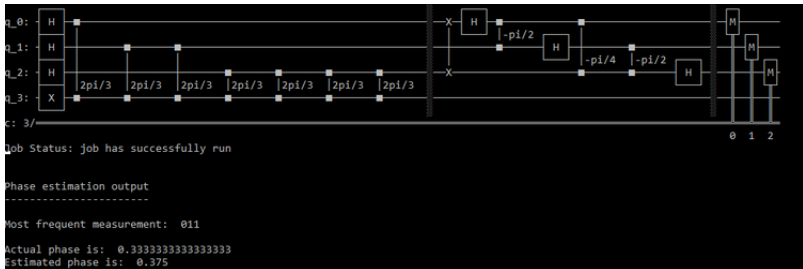 q_0: H X H M
|-pi/2
q_1: H H M
|-pi/4 |-pi/2
q_2: H X H M
|2pi/3 |2pi/3 |2pi/3 |2pi/3 |2pi/3 |2pi/3 |2pi/3
q_3: X
c: 3/
0 1 2
Job Status: job has successfully run
Phase estimation output
-----------------------
Most frequent measurement: 011
Actual phase is: 0.3333333333333333
Estimated phase is: 0.375